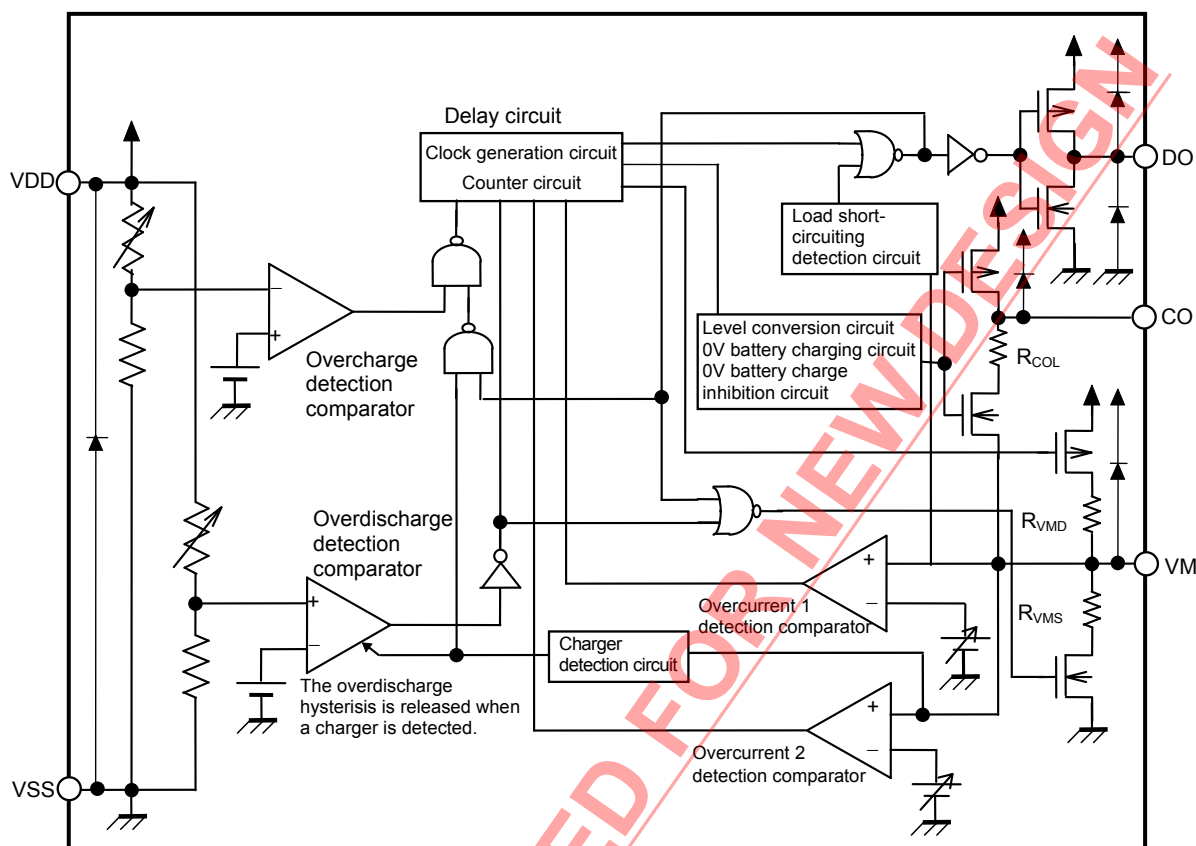 Delay circuit
Clock generation circuit
Counter circuit
VDD
DO
Load short-
circuiting
detection circuit
CO
Level conversion circuit
0V battery charging circuit
0V battery charge
inhibition circuit
RCOL
Overcharge
detection
comparator
Overdischarge
detection
comparator
RVMD
VM
Overcurrent 1
detection comparator
RVMS
Charger
detection circuit
The overdischarge
hysterisis is released when
a charger is detected.
Overcurrent 2
detection comparator
VSS
ED FOR NEW DESIGN